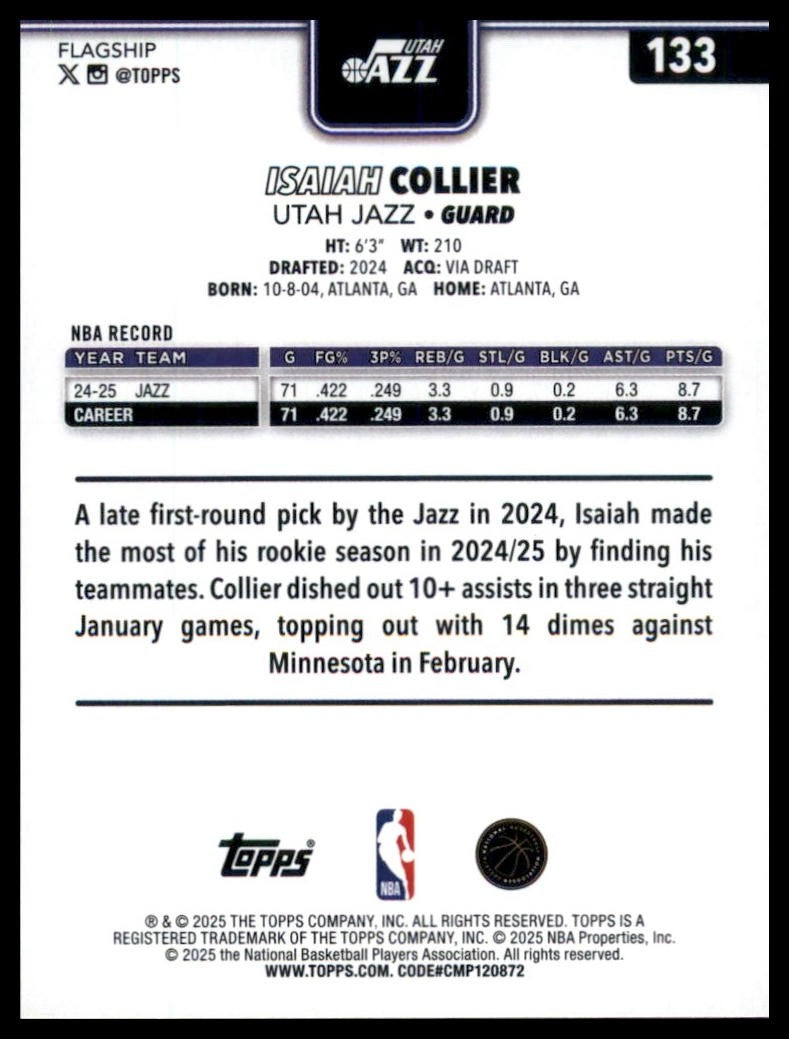 FLAGSHIP
X @TOPPS
UTAH
JAZZ
133
ISAIAH COLLIER
UTAH JAZZ • GUARD
HT: 6'3" WT: 210
DRAFTED: 2024 ACQ: VIA DRAFT
BORN: 10-8-04, ATLANTA, GA HOME: ATLANTA, GA
NBA RECORD
YEAR TEAM G FG% 3P% REB/G STL/G BLK/G AST/G PTS/G
24-25 JAZZ 71 .422 .249 3.3 0.9 0.2 6.3 8.7
CAREER 71 .422 .249 3.3 0.9 0.2 6.3 8.7
A late first-round pick by the Jazz in 2024, Isaiah made
the most of his rookie season in 2024/25 by finding his
teammates. Collier dished out 10+ assists in three straight
January games, topping out with 14 dimes against
Minnesota in February.
Topps®
NBA
® & © 2025 THE TOPPS COMPANY, INC. ALL RIGHTS RESERVED. TOPPS IS A
REGISTERED TRADEMARK OF THE TOPPS COMPANY, INC. © 2025 NBA Properties, Inc.
© 2025 the National Basketball Players Association. All rights reserved.
WWW.TOPPS.COM. CODE#CMP120872